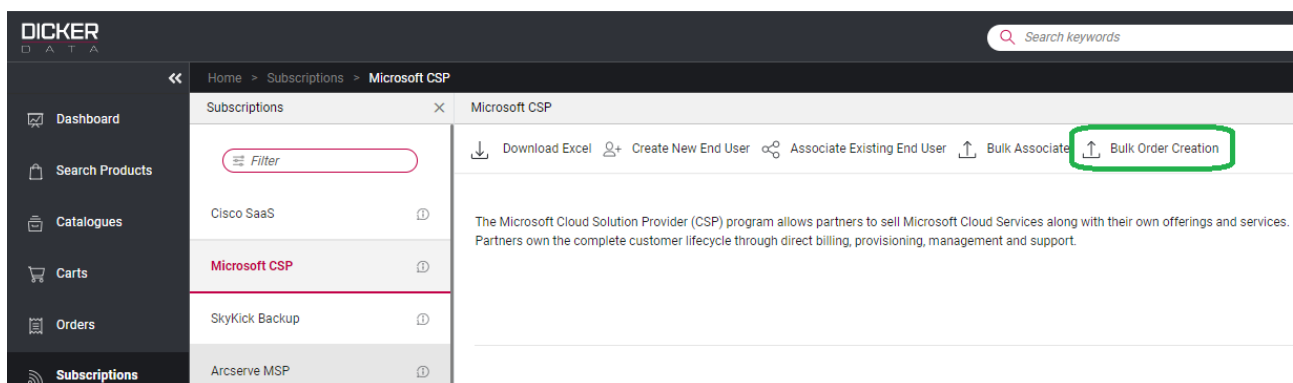 DICKER
DATA
Search keywords
Home > Subscriptions > Microsoft CSP
Dashboard
Search Products
Catalogues
Carts
Orders
Subscriptions
Subscriptions
Filter
Cisco SaaS
Microsoft CSP
SkyKick Backup
Arcserve MSP
Microsoft CSP
Download Excel Create New End User Associate Existing End User Bulk Associate Bulk Order Creation
The Microsoft Cloud Solution Provider (CSP) program allows partners to sell Microsoft Cloud Services along with their own offerings and services.
Partners own the complete customer lifecycle through direct billing, provisioning, management and support.